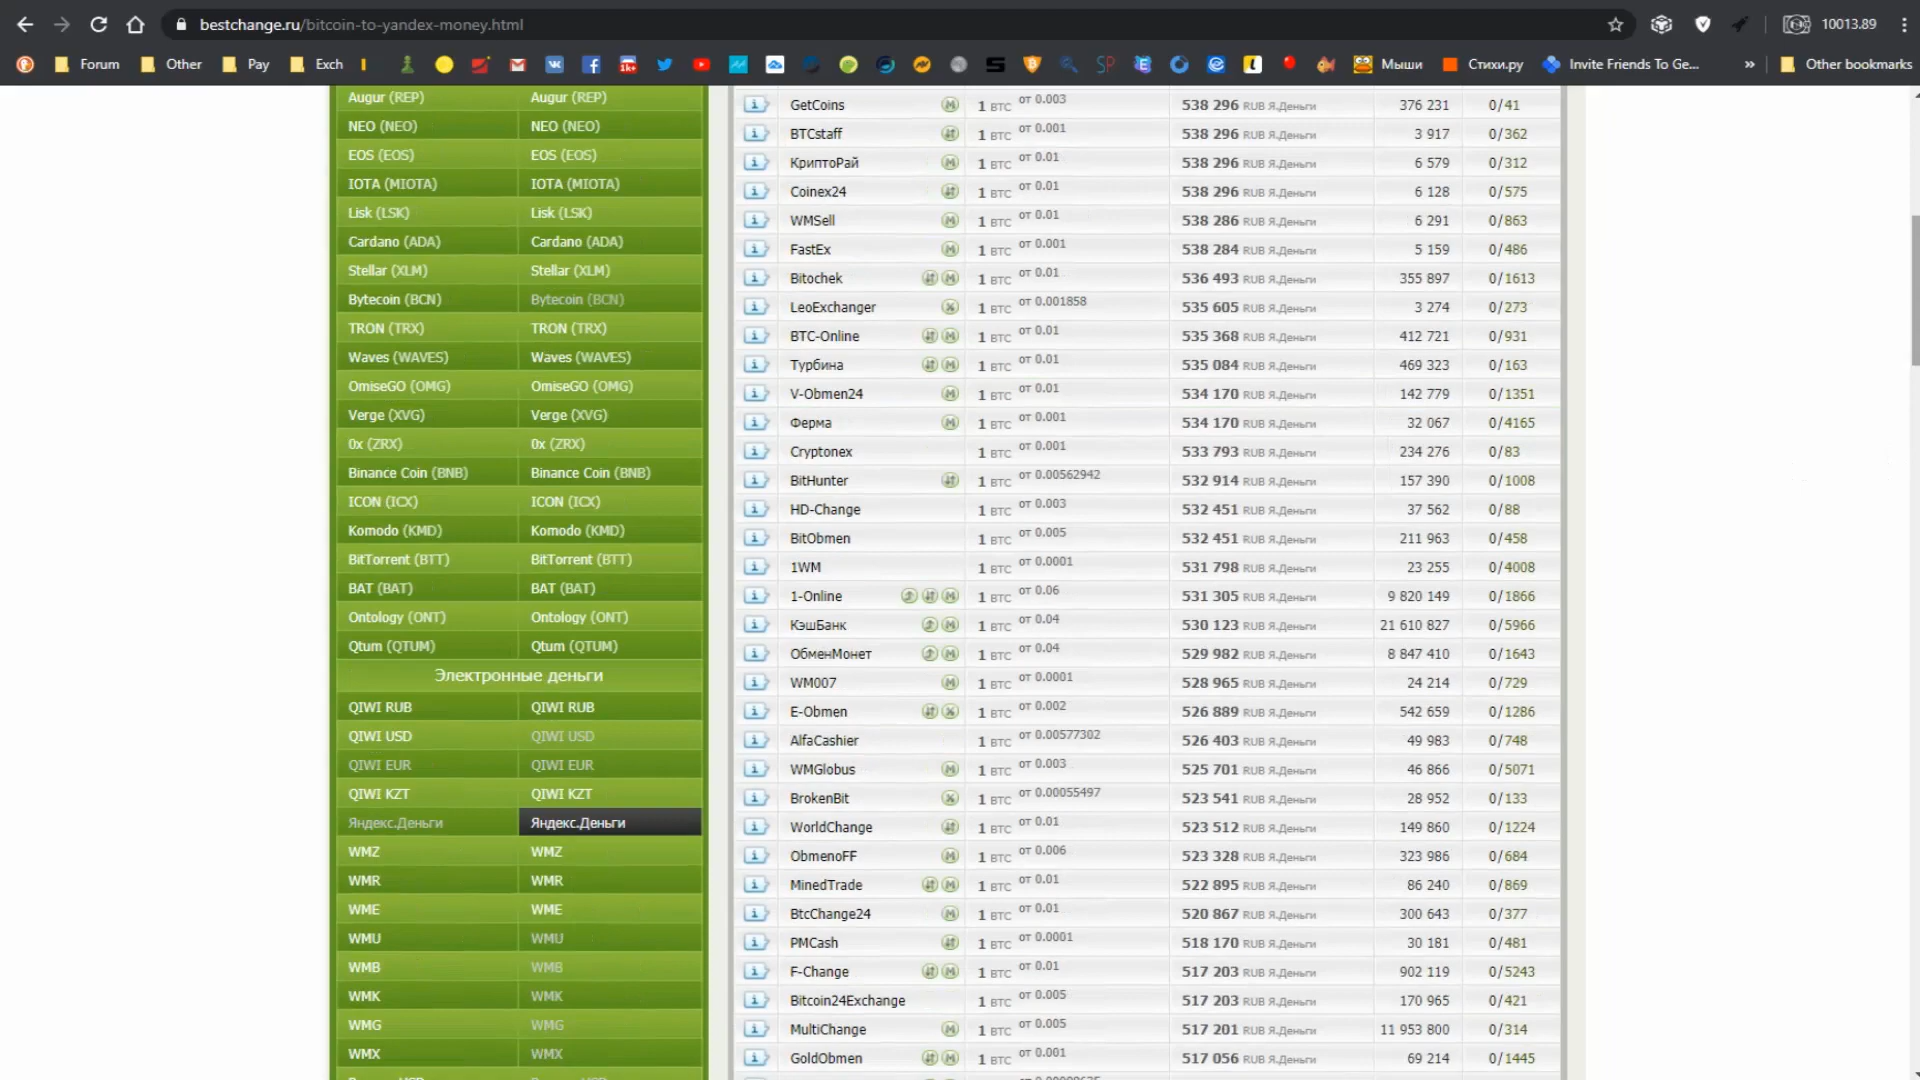 bestchange.ru/bitcoin-to-yandex-money.html
10013.89
Forum Other Pay Exch Мыши Стихи.ру Invite Friends To Ge... » Other bookmarks
Augur (REP) Augur (REP)
NEO (NEO) NEO (NEO)
EOS (EOS) EOS (EOS)
IOTA (MIOTA) IOTA (MIOTA)
Lisk (LSK) Lisk (LSK)
Cardano (ADA) Cardano (ADA)
Stellar (XLM) Stellar (XLM)
Bytecoin (BCN) Bytecoin (BCN)
TRON (TRX) TRON (TRX)
Waves (WAVES) Waves (WAVES)
OmiseGO (OMG) OmiseGO (OMG)
Verge (XVG) Verge (XVG)
0x (ZRX) 0x (ZRX)
Binance Coin (BNB) Binance Coin (BNB)
ICON (ICX) ICON (ICX)
Komodo (KMD) Komodo (KMD)
BitTorrent (BTT) BitTorrent (BTT)
BAT (BAT) BAT (BAT)
Ontology (ONT) Ontology (ONT)
Qtum (QTUM) Qtum (QTUM)
Электронные деньги
QIWI RUB QIWI RUB
QIWI USD QIWI USD
QIWI EUR QIWI EUR
QIWI KZT QIWI KZT
Яндекс.Деньги Яндекс.Деньги
WMZ WMZ
WMR WMR
WME WME
WMU WMU
WMB WMB
WMK WMK
WMG WMG
WMX WMX
GetCoins 1 BTC от 0.003 538 296 RUB Я.Деньги 376 231 0/41
BTCstaff 1 BTC от 0.001 538 296 RUB Я.Деньги 3 917 0/362
КриптоРай 1 BTC от 0.01 538 296 RUB Я.Деньги 6 579 0/312
Coinex24 1 BTC от 0.01 538 296 RUB Я.Деньги 6 128 0/575
WMSell 1 BTC от 0.01 538 286 RUB Я.Деньги 6 291 0/863
FastEx 1 BTC от 0.001 538 284 RUB Я.Деньги 5 159 0/486
Bitochek 1 BTC от 0.01 536 493 RUB Я.Деньги 355 897 0/1613
LeoExchanger 1 BTC от 0.001858 535 605 RUB Я.Деньги 3 274 0/273
BTC-Online 1 BTC от 0.01 535 368 RUB Я.Деньги 412 721 0/931
Турбина 1 BTC от 0.01 535 084 RUB Я.Деньги 469 323 0/163
V-Obmen24 1 BTC от 0.01 534 170 RUB Я.Деньги 142 779 0/1351
Ферма 1 BTC от 0.001 534 170 RUB Я.Деньги 32 067 0/4165
Cryptonex 1 BTC от 0.001 533 793 RUB Я.Деньги 234 276 0/83
BitHunter 1 BTC от 0.00562942 532 914 RUB Я.Деньги 157 390 0/1008
HD-Change 1 BTC от 0.003 532 451 RUB Я.Деньги 37 562 0/88
BitObmen 1 BTC от 0.005 532 451 RUB Я.Деньги 211 963 0/458
1WM 1 BTC от 0.0001 531 798 RUB Я.Деньги 23 255 0/4008
1-Online 1 BTC от 0.06 531 305 RUB Я.Деньги 9 820 149 0/1866
КэшБанк 1 BTC от 0.04 530 123 RUB Я.Деньги 21 610 827 0/5966
ОбменМонет 1 BTC от 0.04 529 982 RUB Я.Деньги 8 847 410 0/1643
WM007 1 BTC от 0.0001 528 965 RUB Я.Деньги 24 214 0/729
E-Obmen 1 BTC от 0.002 526 889 RUB Я.Деньги 542 659 0/1286
AlfaCashier 1 BTC от 0.00577302 526 403 RUB Я.Деньги 49 983 0/748
WMGlobus 1 BTC от 0.003 525 701 RUB Я.Деньги 46 866 0/5071
BrokenBit 1 BTC от 0.00055497 523 541 RUB Я.Деньги 28 952 0/133
WorldChange 1 BTC от 0.01 523 512 RUB Я.Деньги 149 860 0/1224
ObmenoFF 1 BTC от 0.006 523 328 RUB Я.Деньги 323 986 0/684
MinedTrade 1 BTC от 0.01 522 895 RUB Я.Деньги 86 240 0/869
BtcChange24 1 BTC от 0.01 520 867 RUB Я.Деньги 300 643 0/377
PMCash 1 BTC от 0.0001 518 170 RUB Я.Деньги 30 181 0/481
F-Change 1 BTC от 0.01 517 203 RUB Я.Деньги 902 119 0/5243
Bitcoin24Exchange 1 BTC от 0.005 517 203 RUB Я.Деньги 170 965 0/421
MultiChange 1 BTC от 0.005 517 201 RUB Я.Деньги 11 953 800 0/314
GoldObmen 1 BTC от 0.001 517 056 RUB Я.Деньги 69 214 0/1445